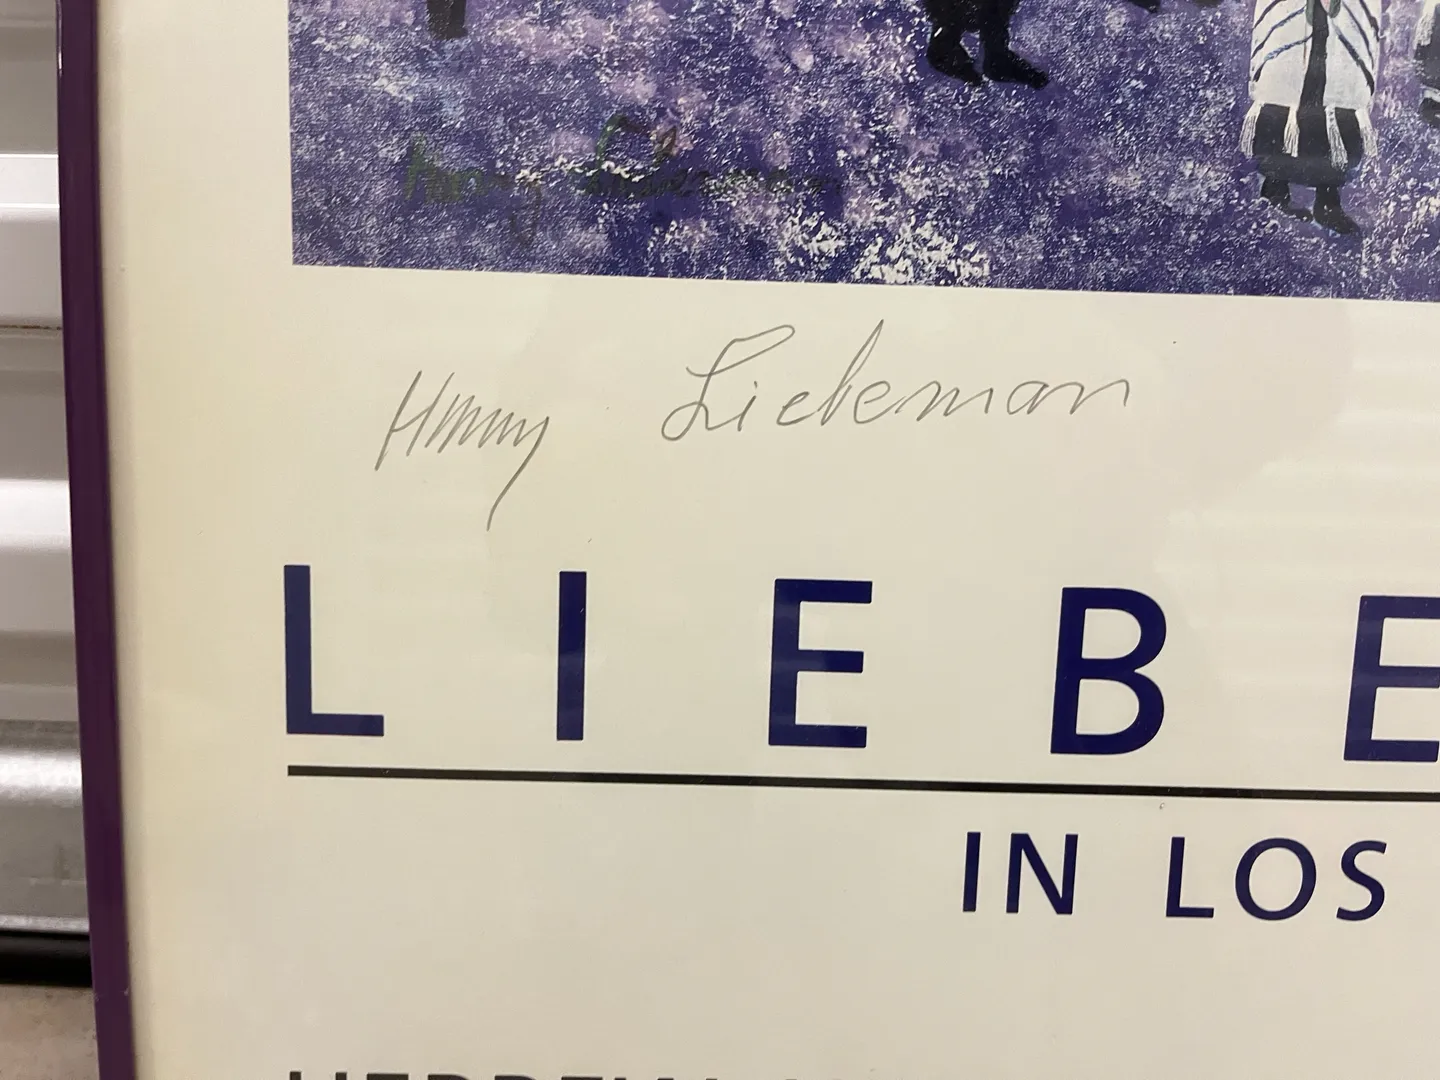 Harry Lieberman
Harry Lieberman
L I E B E
IN LOS